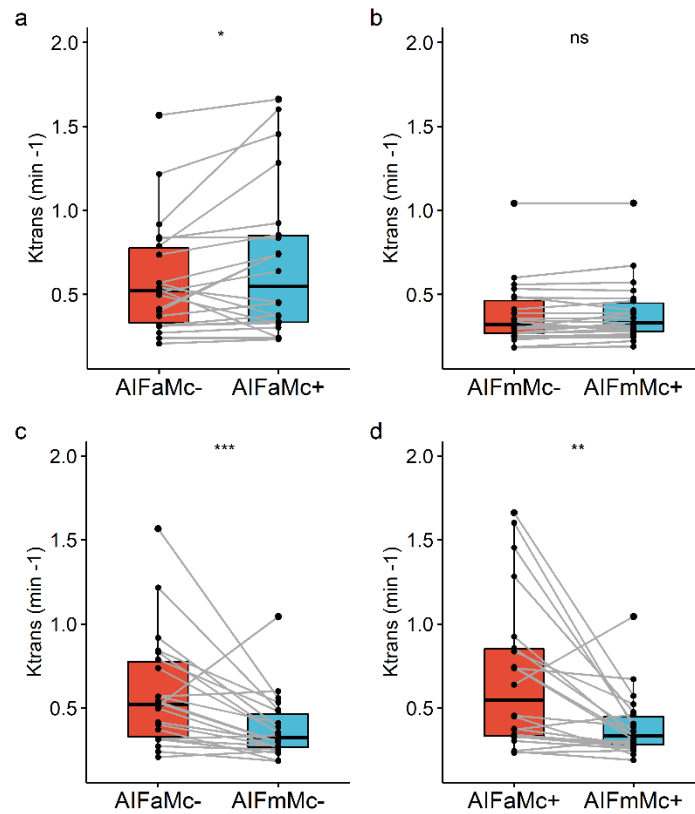 a
*
2.0
1.5
1.0
0.5
Ktrans (min -1)
AIFaMc- AIFaMc+
b
ns
2.0
1.5
1.0
0.5
Ktrans (min -1)
AIFmMc- AIFmMc+
c
***
2.0
1.5
1.0
0.5
Ktrans (min -1)
AIFaMc- AIFmMc-
d
**
2.0
1.5
1.0
0.5
Ktrans (min -1)
AIFaMc+ AIFmMc+